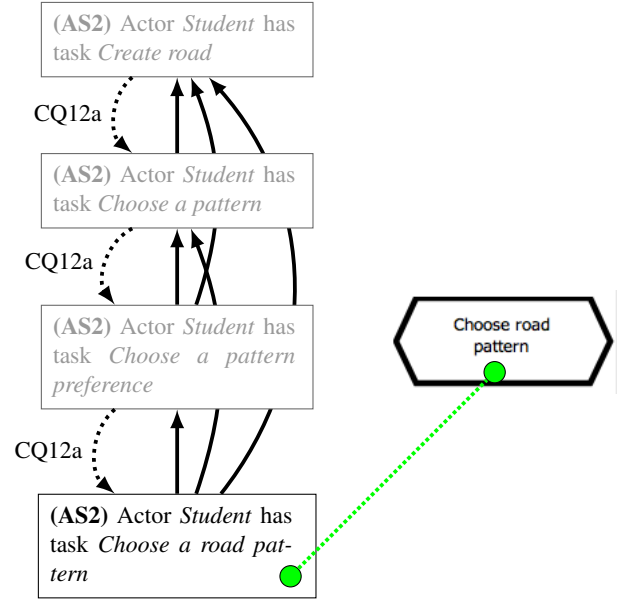 (AS2) Actor Student has
task Create road
CQ12a
(AS2) Actor Student has
task Choose a pattern
CQ12a
(AS2) Actor Student has
task Choose a pattern
preference
Choose road
pattern
CQ12a
(AS2) Actor Student has
task Choose a road pat-
tern